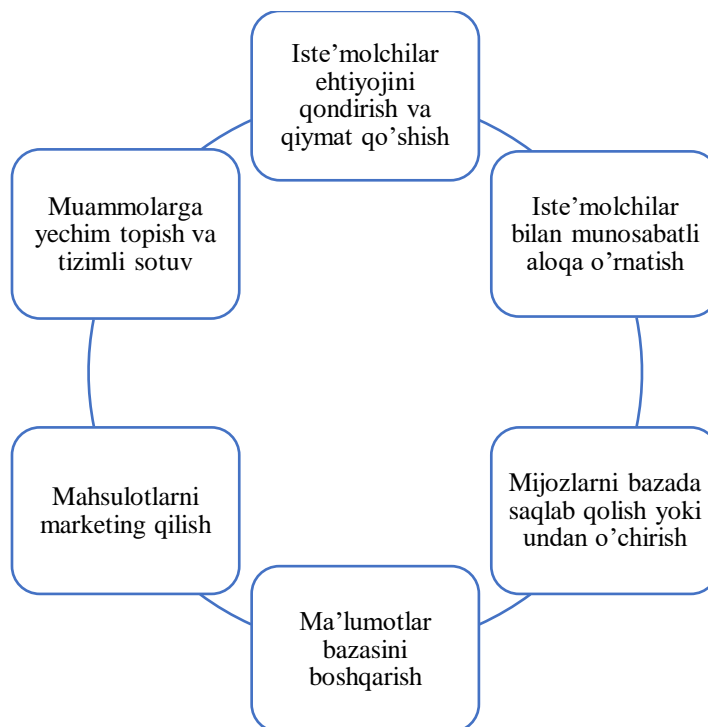 Iste’molchilar
ehtiyojini
qondirish va
qiymat qo’shish
Iste’molchilar
bilan munosabatli
aloqa o’rnatish
Mijozlarni bazada
saqlab qolish yoki
undan o’chirish
Ma’lumotlar
bazasini
boshqarish
Mahsulotlarni
marketing qilish
Muammolarga
yechim topish va
tizimli sotuv